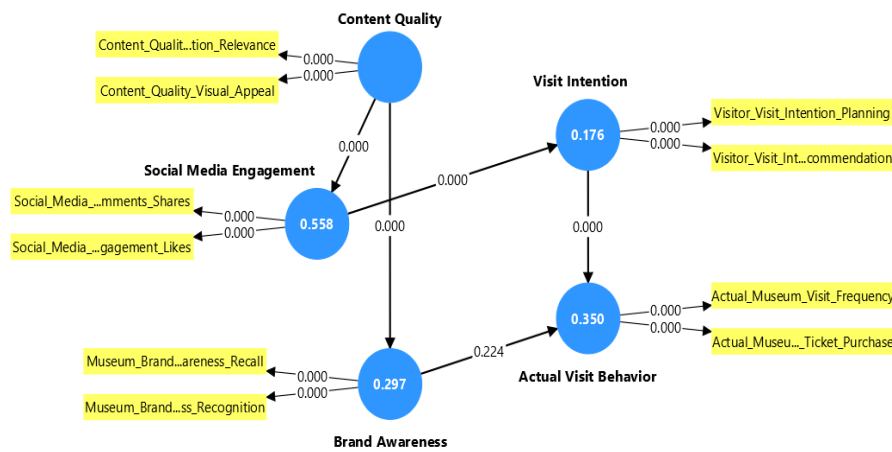 Content Quality
Content_Qualit...tion_Relevance
0.000
0.000
Content_Quality_Visual_Appeal
Visit Intention
Visitor_Visit_Intention_Planning
0.000
0.176
0.000
0.000
Visitor_Visit_Int...commendation
Social Media Engagement
0.000
Social_Media_...mments_Shares
0.000
0.558
0.000
0.000
0.000
Social_Media_...gagement_Likes
Actual_Museum_Visit_Frequency
0.000
0.350
0.000
Actual_Museu..._Ticket_Purchase
0.224
Museum_Brand...areness_Recall
0.000
0.297
0.000
Museum_Brand...ss_Recognition
Actual Visit Behavior
Brand Awareness